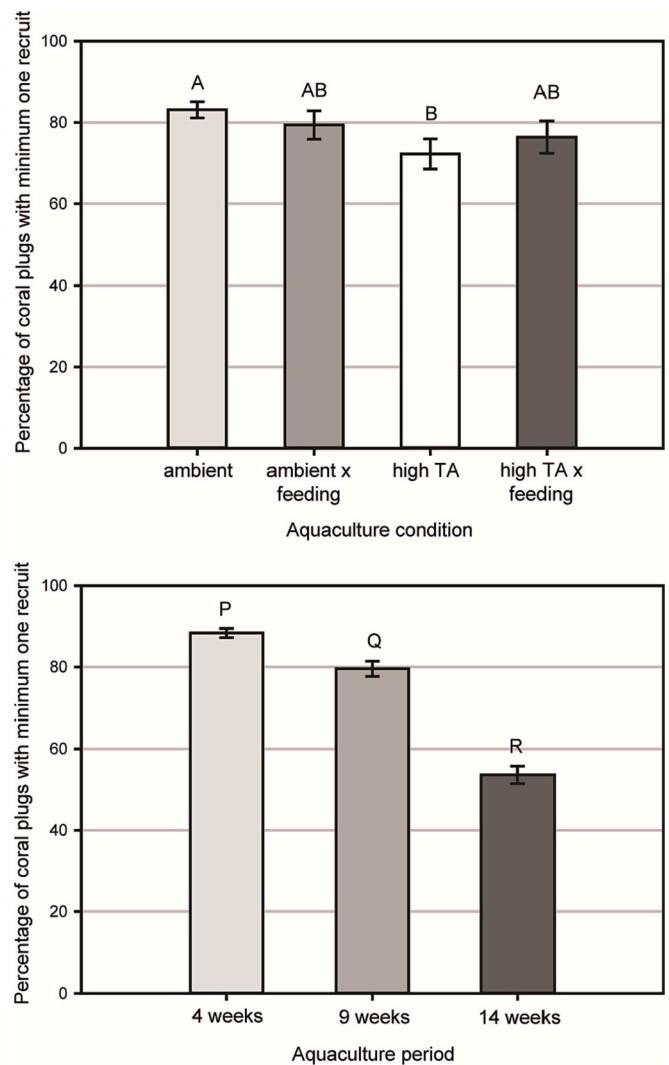 Percentage of coral plugs with minimum one recruit
100
80
60
40
20
0
A
AB
B
AB
ambient
ambient x
feeding
high TA
high TA x
feeding
Aquaculture condition
Percentage of coral plugs with minimum one recruit
100
80
60
40
20
0
P
Q
R
4 weeks
9 weeks
14 weeks
Aquaculture period